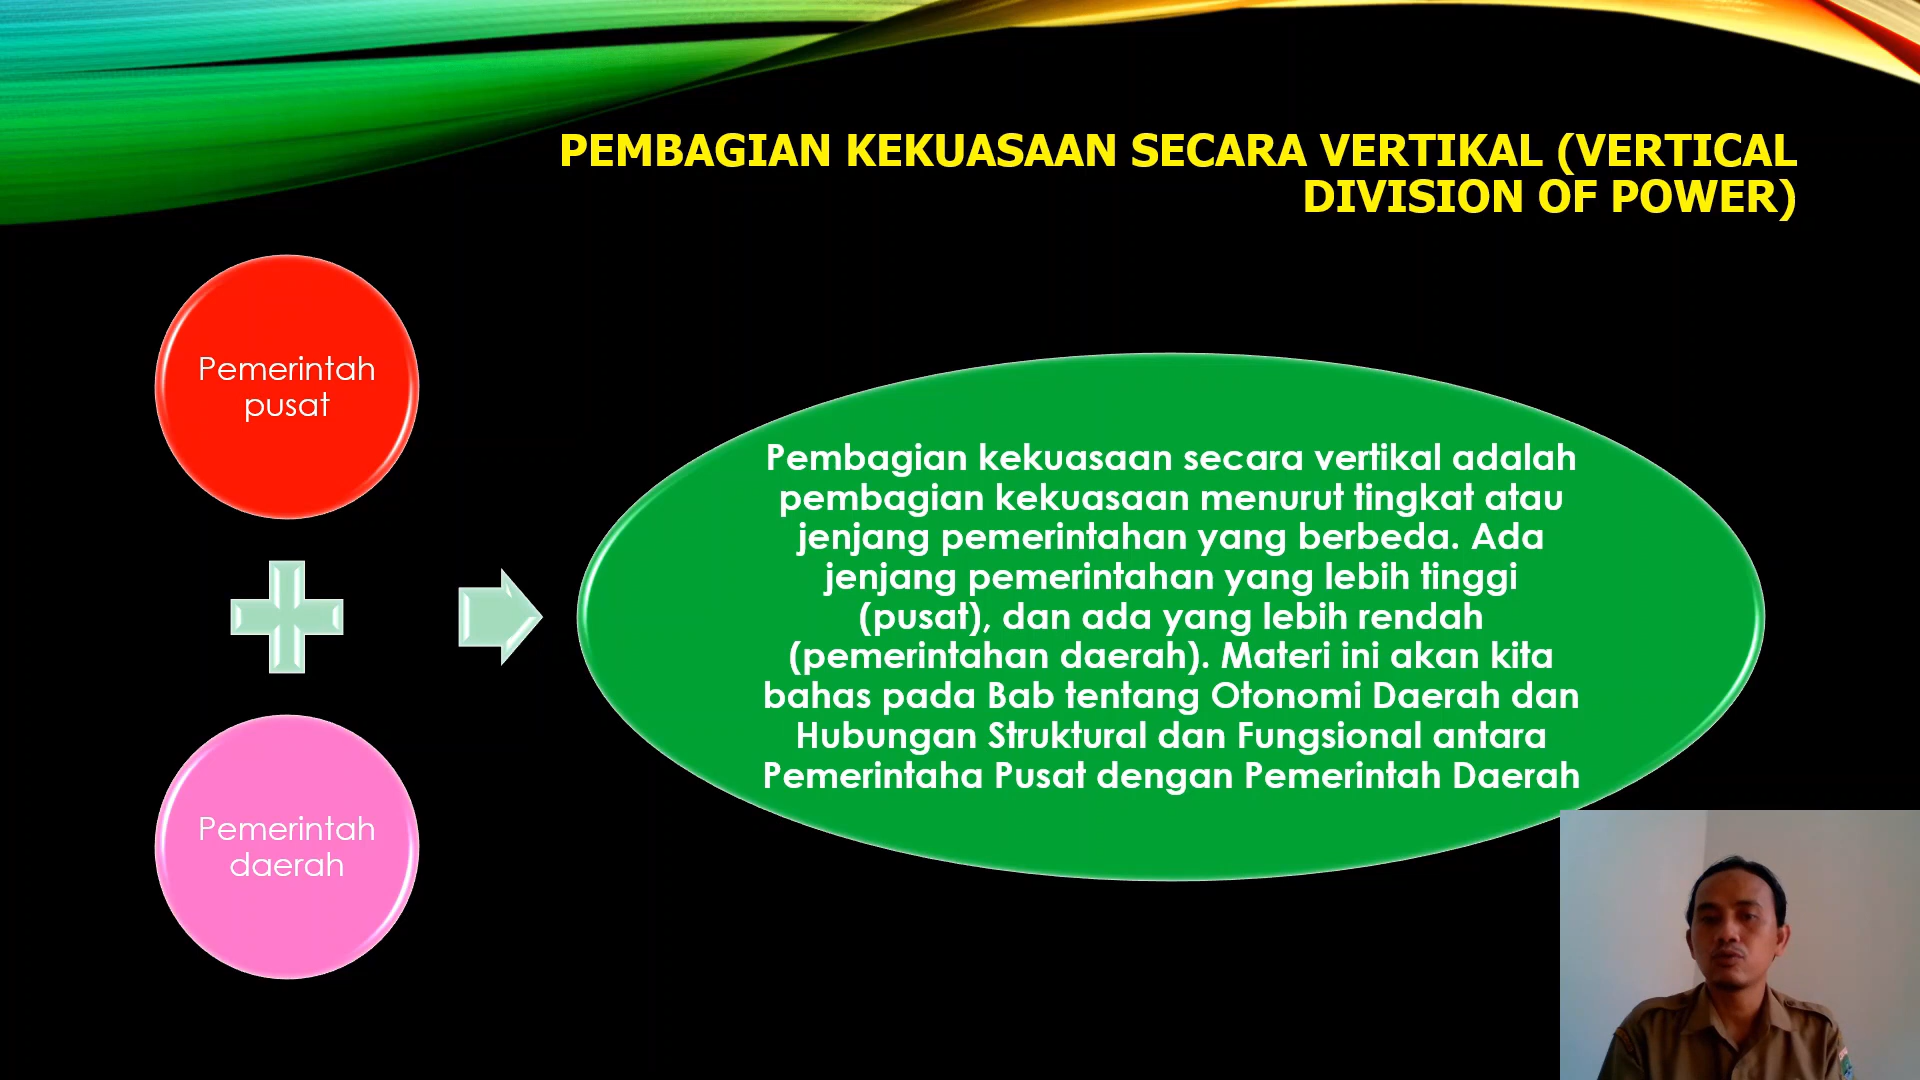 PEMBAGIAN KEKUASAAN SECARA VERTIKAL (VERTICAL
DIVISION OF POWER)
Pemerintah
pusat
Pemerintah
daerah
Pembagian kekuasaan secara vertikal adalah
pembagian kekuasaan menurut tingkat atau
jenjang pemerintahan yang berbeda. Ada
jenjang pemerintahan yang lebih tinggi
(pusat), dan ada yang lebih rendah
(pemerintahan daerah). Materi ini akan kita
bahas pada Bab tentang Otonomi Daerah dan
Hubungan Struktural dan Fungsional antara
Pemerintaha Pusat dengan Pemerintah Daerah